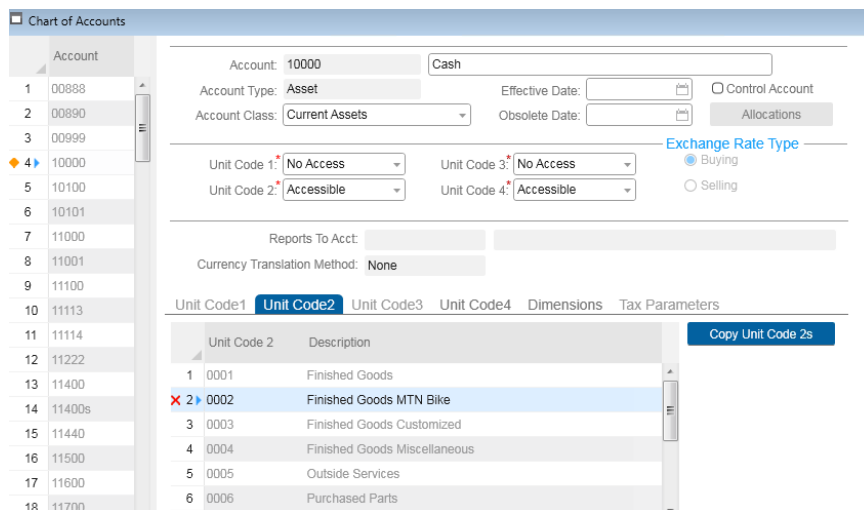 Chart of Accounts
Account
1 00888
2 00890
3 00999
4 10000
5 10100
6 10101
7 11000
8 11001
9 11100
10 11113
11 11114
12 11222
13 11400
14 11400s
15 11440
16 11500
17 11600
18 11700
Account: 10000 Cash
Account Type: Asset Effective Date: Control Account
Account Class: Current Assets Obsolete Date: Allocations
Exchange Rate Type
Unit Code 1:* No Access Unit Code 3:* No Access Buying
Unit Code 2:* Accessible Unit Code 4:* Accessible Selling
Reports To Acct:
Currency Translation Method: None
Unit Code1 Unit Code2 Unit Code3 Unit Code4 Dimensions Tax Parameters
Unit Code 2 Description Copy Unit Code 2s
1 0001 Finished Goods
2 0002 Finished Goods MTN Bike
3 0003 Finished Goods Customized
4 0004 Finished Goods Miscellaneous
5 0005 Outside Services
6 0006 Purchased Parts